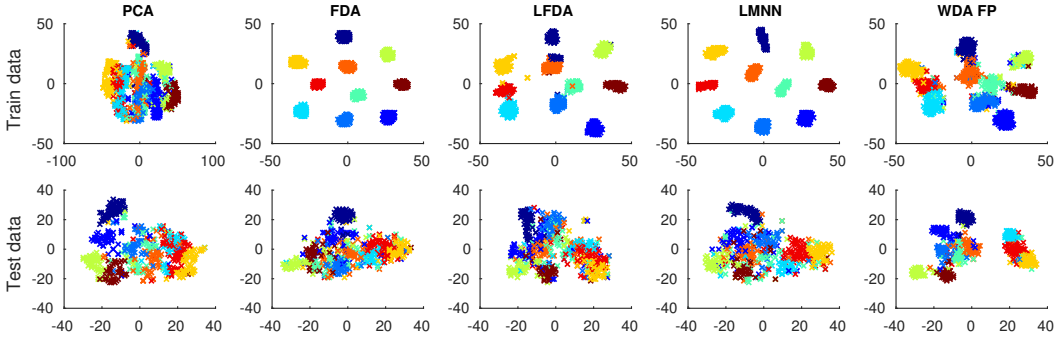 PCA FDA LFDA LMNN WDA FP
Train data
50 50 50 50 50
0 0 0 0 0
-50 -50 -50 -50 -50
-100 0 100 -50 0 50 -50 0 50 -50 0 50 -50 0 50
Test data
40 40 40 40 40
20 20 20 20 20
0 0 0 0 0
-20 -20 -20 -20 -20
-40 -40 -40 -40 -40
-40 -20 0 20 40 -40 -20 0 20 40 -40 -20 0 20 40 -40 -20 0 20 40 -40 -20 0 20 40